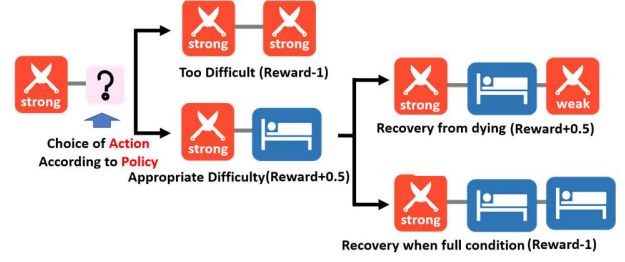 strong
?
Choice of Action
According to Policy
strong strong
Too Difficult (Reward-1)
strong
Appropriate Difficulty(Reward+0.5)
strong weak
Recovery from dying (Reward+0.5)
strong
Recovery when full condition (Reward-1)